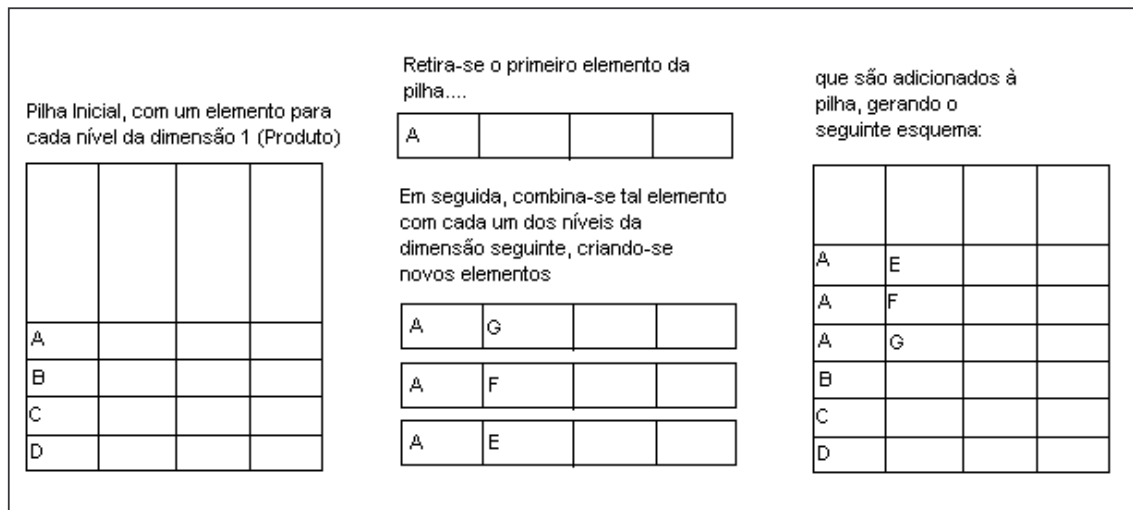 Pilha Inicial, com um elemento para
cada nível da dimensão 1 (Produto)
A
B
C
D
Retira-se o primeiro elemento da
pilha....
A
Em seguida, combina-se tal elemento
com cada um dos níveis da
dimensão seguinte, criando-se
novos elementos
A G
A F
A E
que são adicionados à
pilha, gerando o
seguinte esquema:
A E
A F
A G
B
C
D